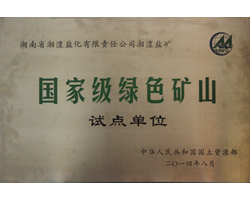 湖南省湘澧盐化有限责任公司湘澧盐矿
国家级绿色矿山
试点单位
中华人民共和国国土资源部
二〇一四年八月